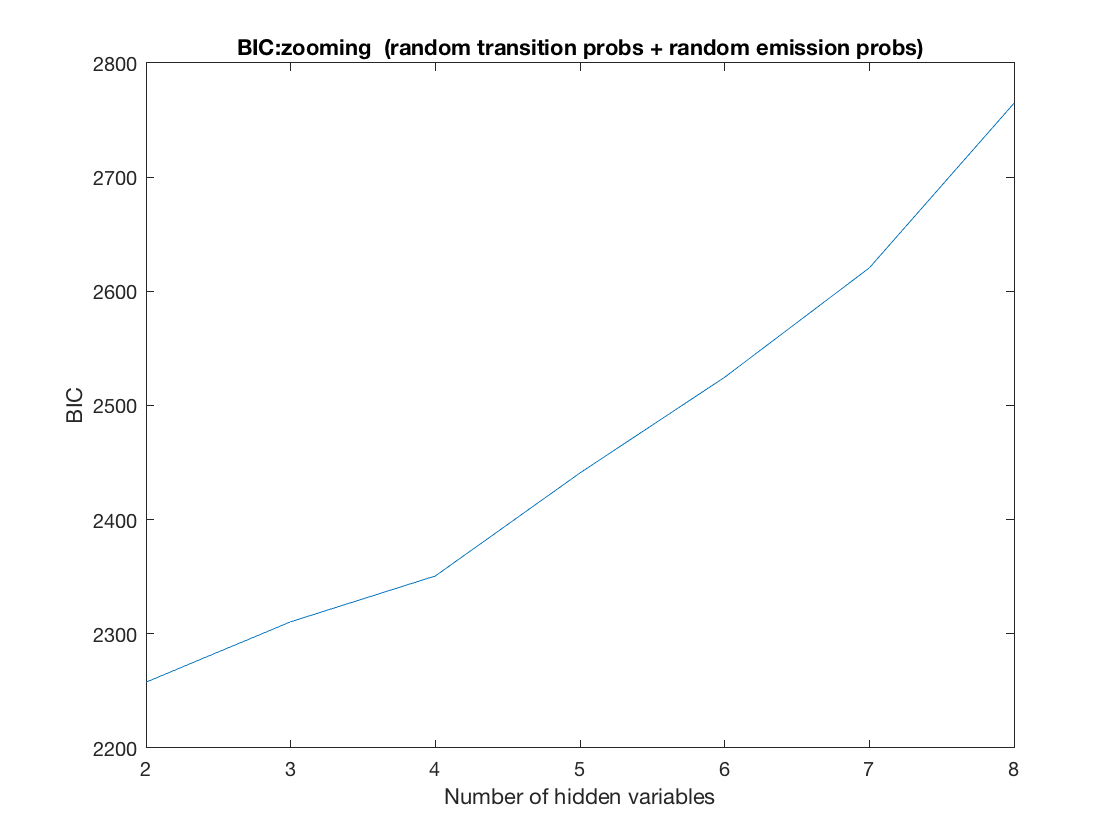 BIC:zooming  (random transition probs + random emission probs)
2800
2700
2600
2500
2400
2300
2200
BIC
2 3 4 5 6 7 8
Number of hidden variables